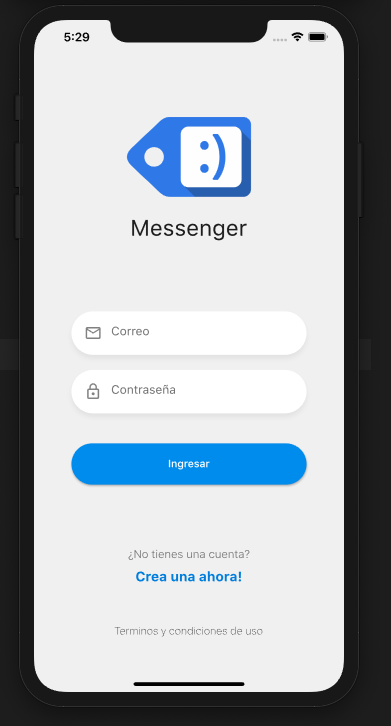 5:29
:)
Messenger
Correo
Contraseña
Ingresar
¿No tienes una cuenta?
Crea una ahora!
Terminos y condiciones de uso